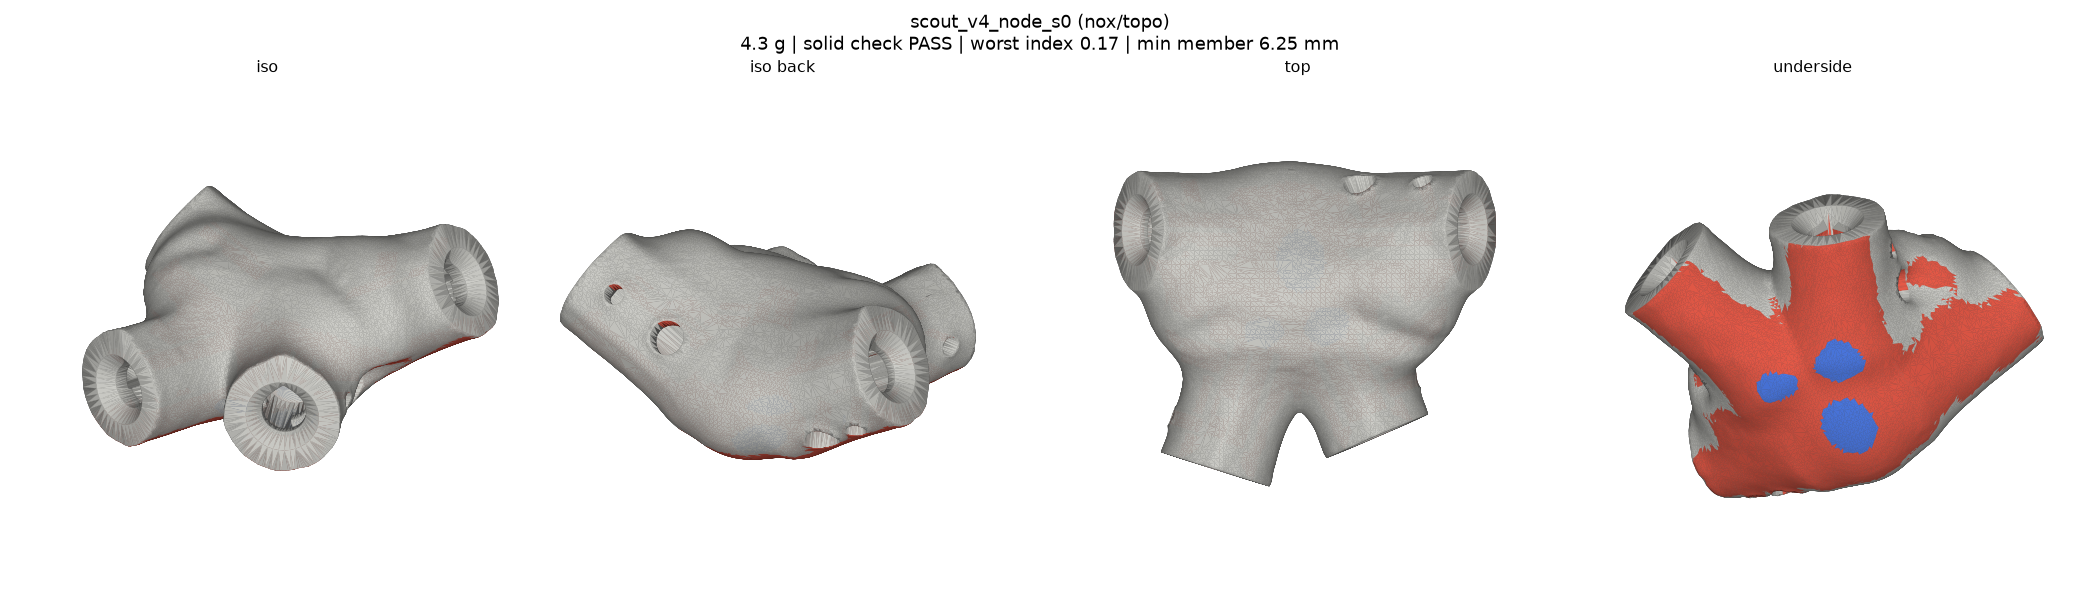 scout_v4_node_s0 (nox/topo)
4.3 g | solid check PASS | worst index 0.17 | min member 6.25 mm
iso
iso back
top
underside